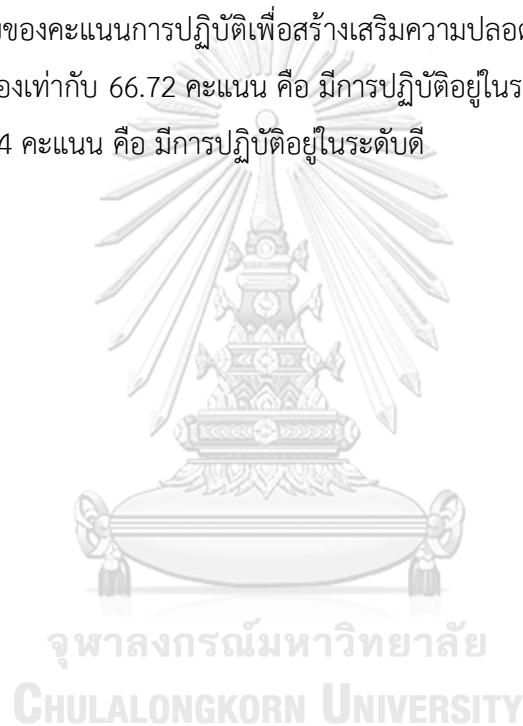 ของคะแนนการปฏิบัติเพื่อสร้างเสริมความปลอด
องเท่ากับ 66.72 คะแนน คือ มีการปฏิบัติอยู่ในร
4 คะแนน คือ มีการปฏิบัติอยู่ในระดับดี
จุฬาลงกรณ์มหาวิทยาลัย
CHULALONGKORN UNIVERSITY